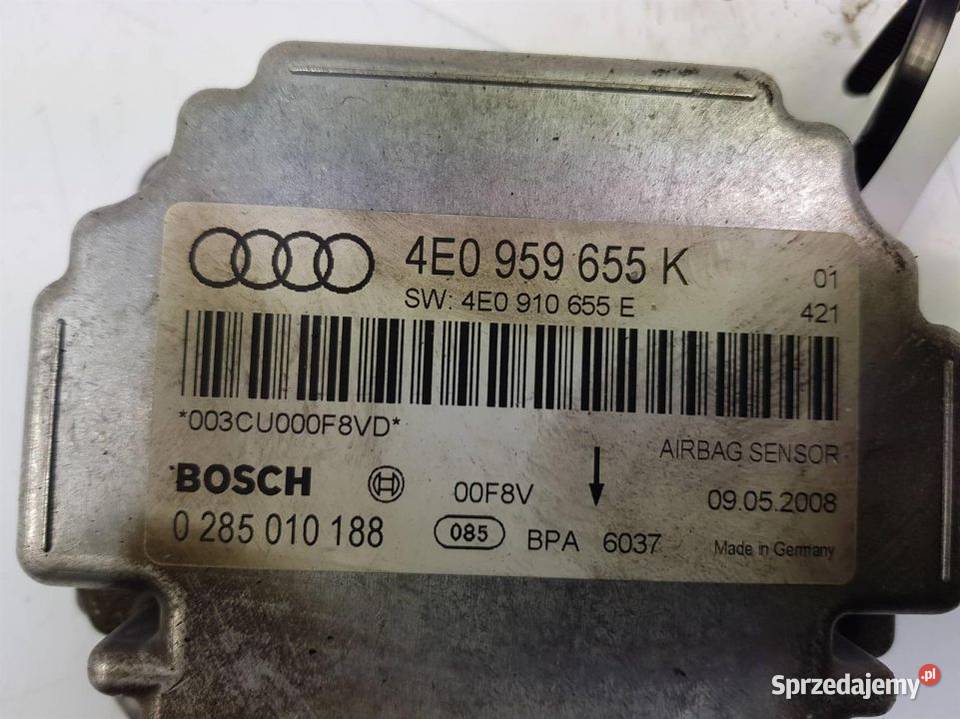 4E0 959 655 K
01
SW: 4E0 910 655 E
421
*003CU000F8VD*
AIRBAG SENSOR
BOSCH
00F8V
09.05.2008
0 285 010 188
085
BPA 6037
Made in Germany
Sprzedajemy.pl